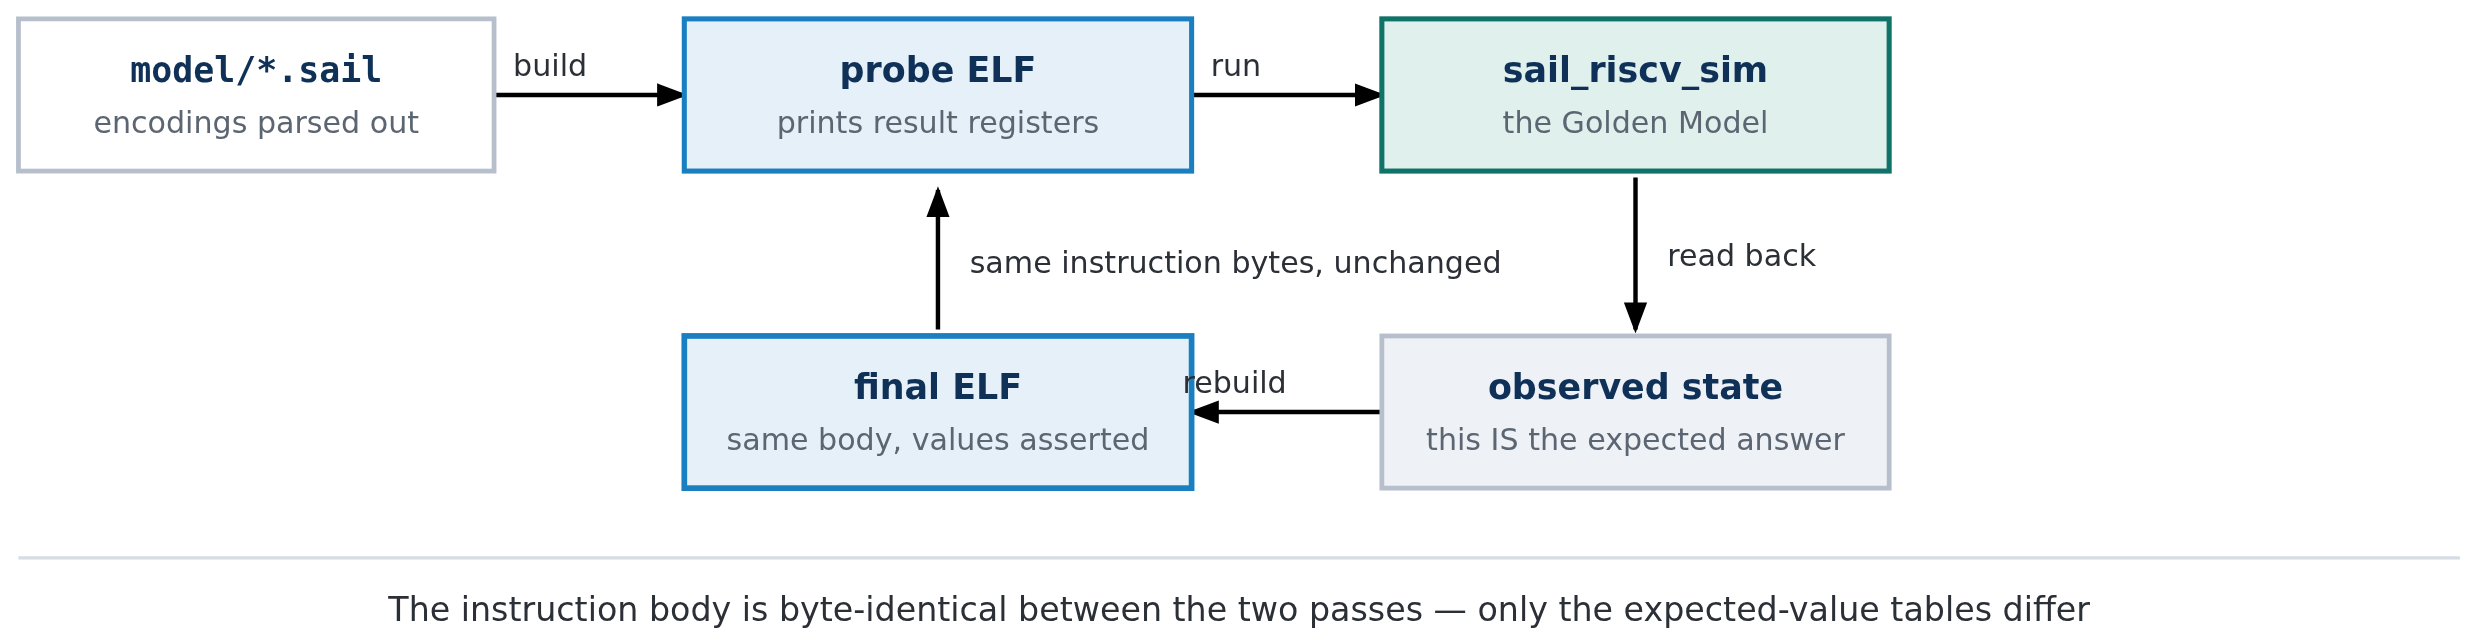 model/*.sail
encodings parsed out
build
probe ELF
prints result registers
run
sail_riscv_sim
the Golden Model
same instruction bytes, unchanged
read back
final ELF
same body, values asserted
rebuild
observed state
this IS the expected answer
The instruction body is byte-identical between the two passes — only the expected-value tables differ